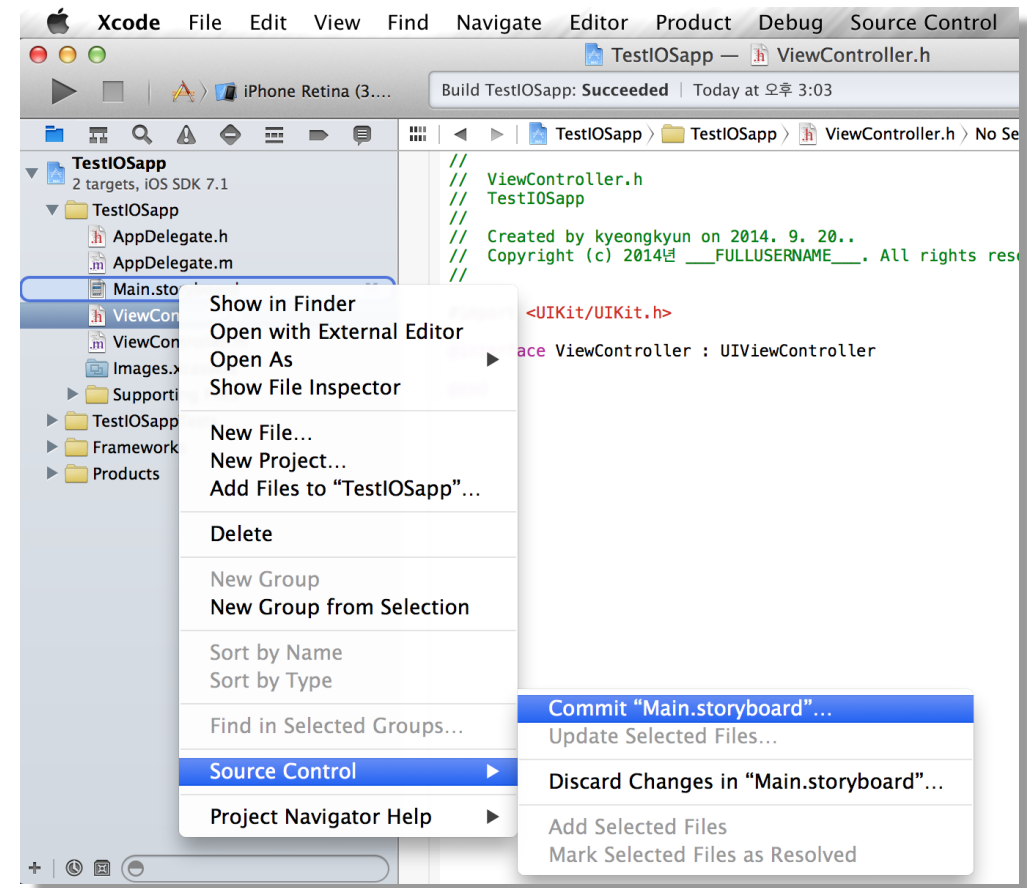 Xcode File Edit View Find Navigate Editor Product Debug Source Control
TestIOSapp — ViewController.h
iPhone Retina (3....
Build TestIOSapp: Succeeded | Today at 오후 3:03
TestIOSapp 〉 TestIOSapp 〉 ViewController.h 〉 No Se
TestIOSapp
2 targets, iOS SDK 7.1
TestIOSapp
AppDelegate.h
AppDelegate.m
Main.sto
ViewCon
ViewCon
Images.x
Supporti
TestIOSapp
Framework
Products
//
// ViewController.h
// TestIOSapp
//
// Created by kyeongkyun on 2014. 9. 20..
// Copyright (c) 2014년 ___FULLUSERNAME___. All rights rese
//
<UIKit/UIKit.h>
ace ViewController : UIViewController
Show in Finder
Open with External Editor
Open As
Show File Inspector
New File...
New Project...
Add Files to “TestIOSapp”...
Delete
New Group
New Group from Selection
Sort by Name
Sort by Type
Find in Selected Groups...
Source Control
Project Navigator Help
Commit “Main.storyboard”...
Update Selected Files...
Discard Changes in “Main.storyboard”...
Add Selected Files
Mark Selected Files as Resolved